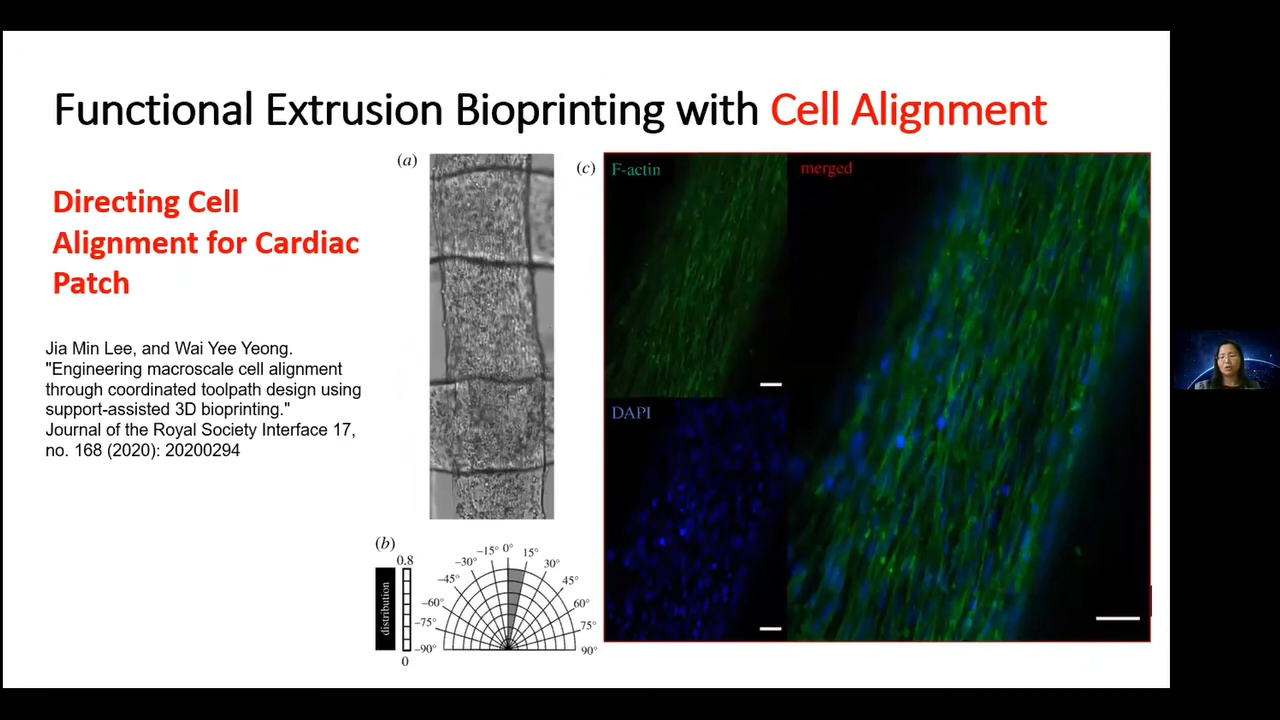 Functional Extrusion Bioprinting with Cell Alignment
Directing Cell
Alignment for Cardiac
Patch
Jia Min Lee, and Wai Yee Yeong.
"Engineering macroscale cell alignment
through coordinated toolpath design using
support-assisted 3D bioprinting."
Journal of the Royal Society Interface 17,
no. 168 (2020): 20200294
(a)
(b)
0.8
distribution
0
–90°
–75°
–60°
–45°
–30°
–15°
0°
15°
30°
45°
60°
75°
90°
(c)
F-actin
merged
DAPI